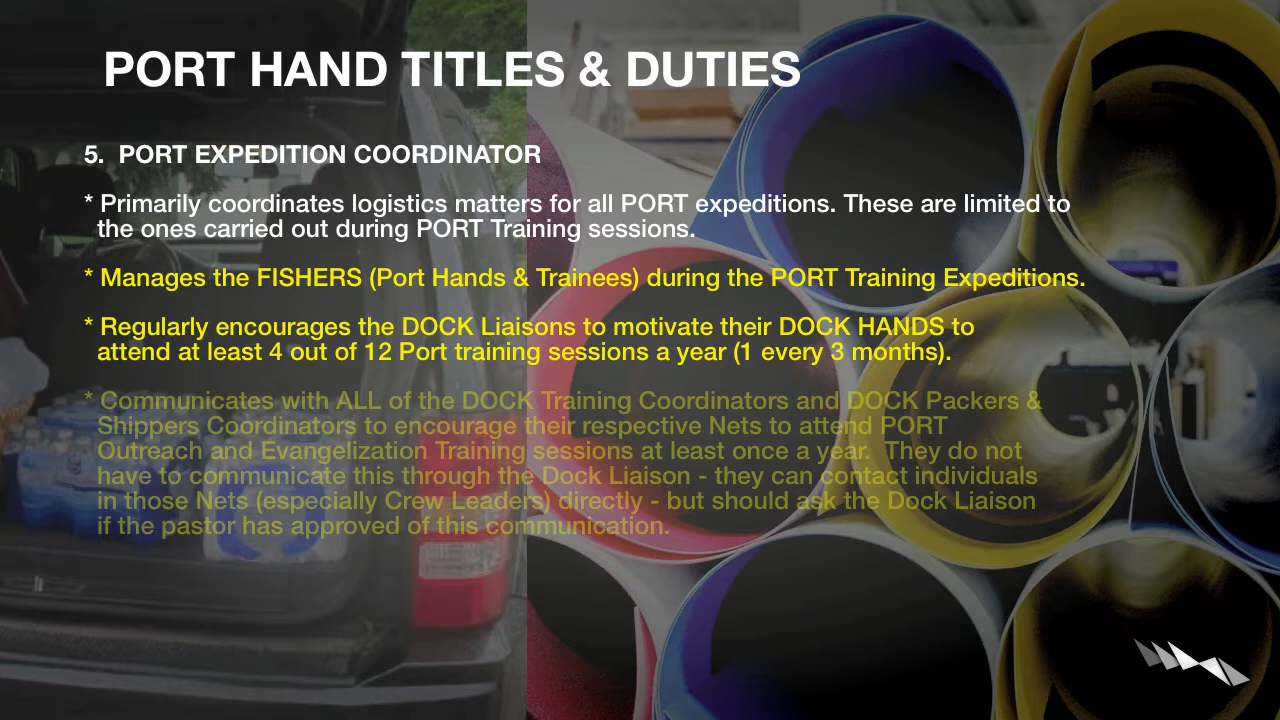 PORT HAND TITLES & DUTIES
5. PORT EXPEDITION COORDINATOR
* Primarily coordinates logistics matters for all PORT expeditions. These are limited to
the ones carried out during PORT Training sessions.
* Manages the FISHERS (Port Hands & Trainees) during the PORT Training Expeditions.
* Regularly encourages the DOCK Liaisons to motivate their DOCK HANDS to
attend at least 4 out of 12 Port training sessions a year (1 every 3 months).
* Communicates with ALL of the DOCK Training Coordinators and DOCK Packers &
Shippers Coordinators to encourage their respective Nets to attend PORT
Outreach and Evangelization Training sessions at least once a year. They do not
have to communicate this through the Dock Liaison - they can contact individuals
in those Nets (especially Crew Leaders) directly - but should ask the Dock Liaison
if the pastor has approved of this communication.